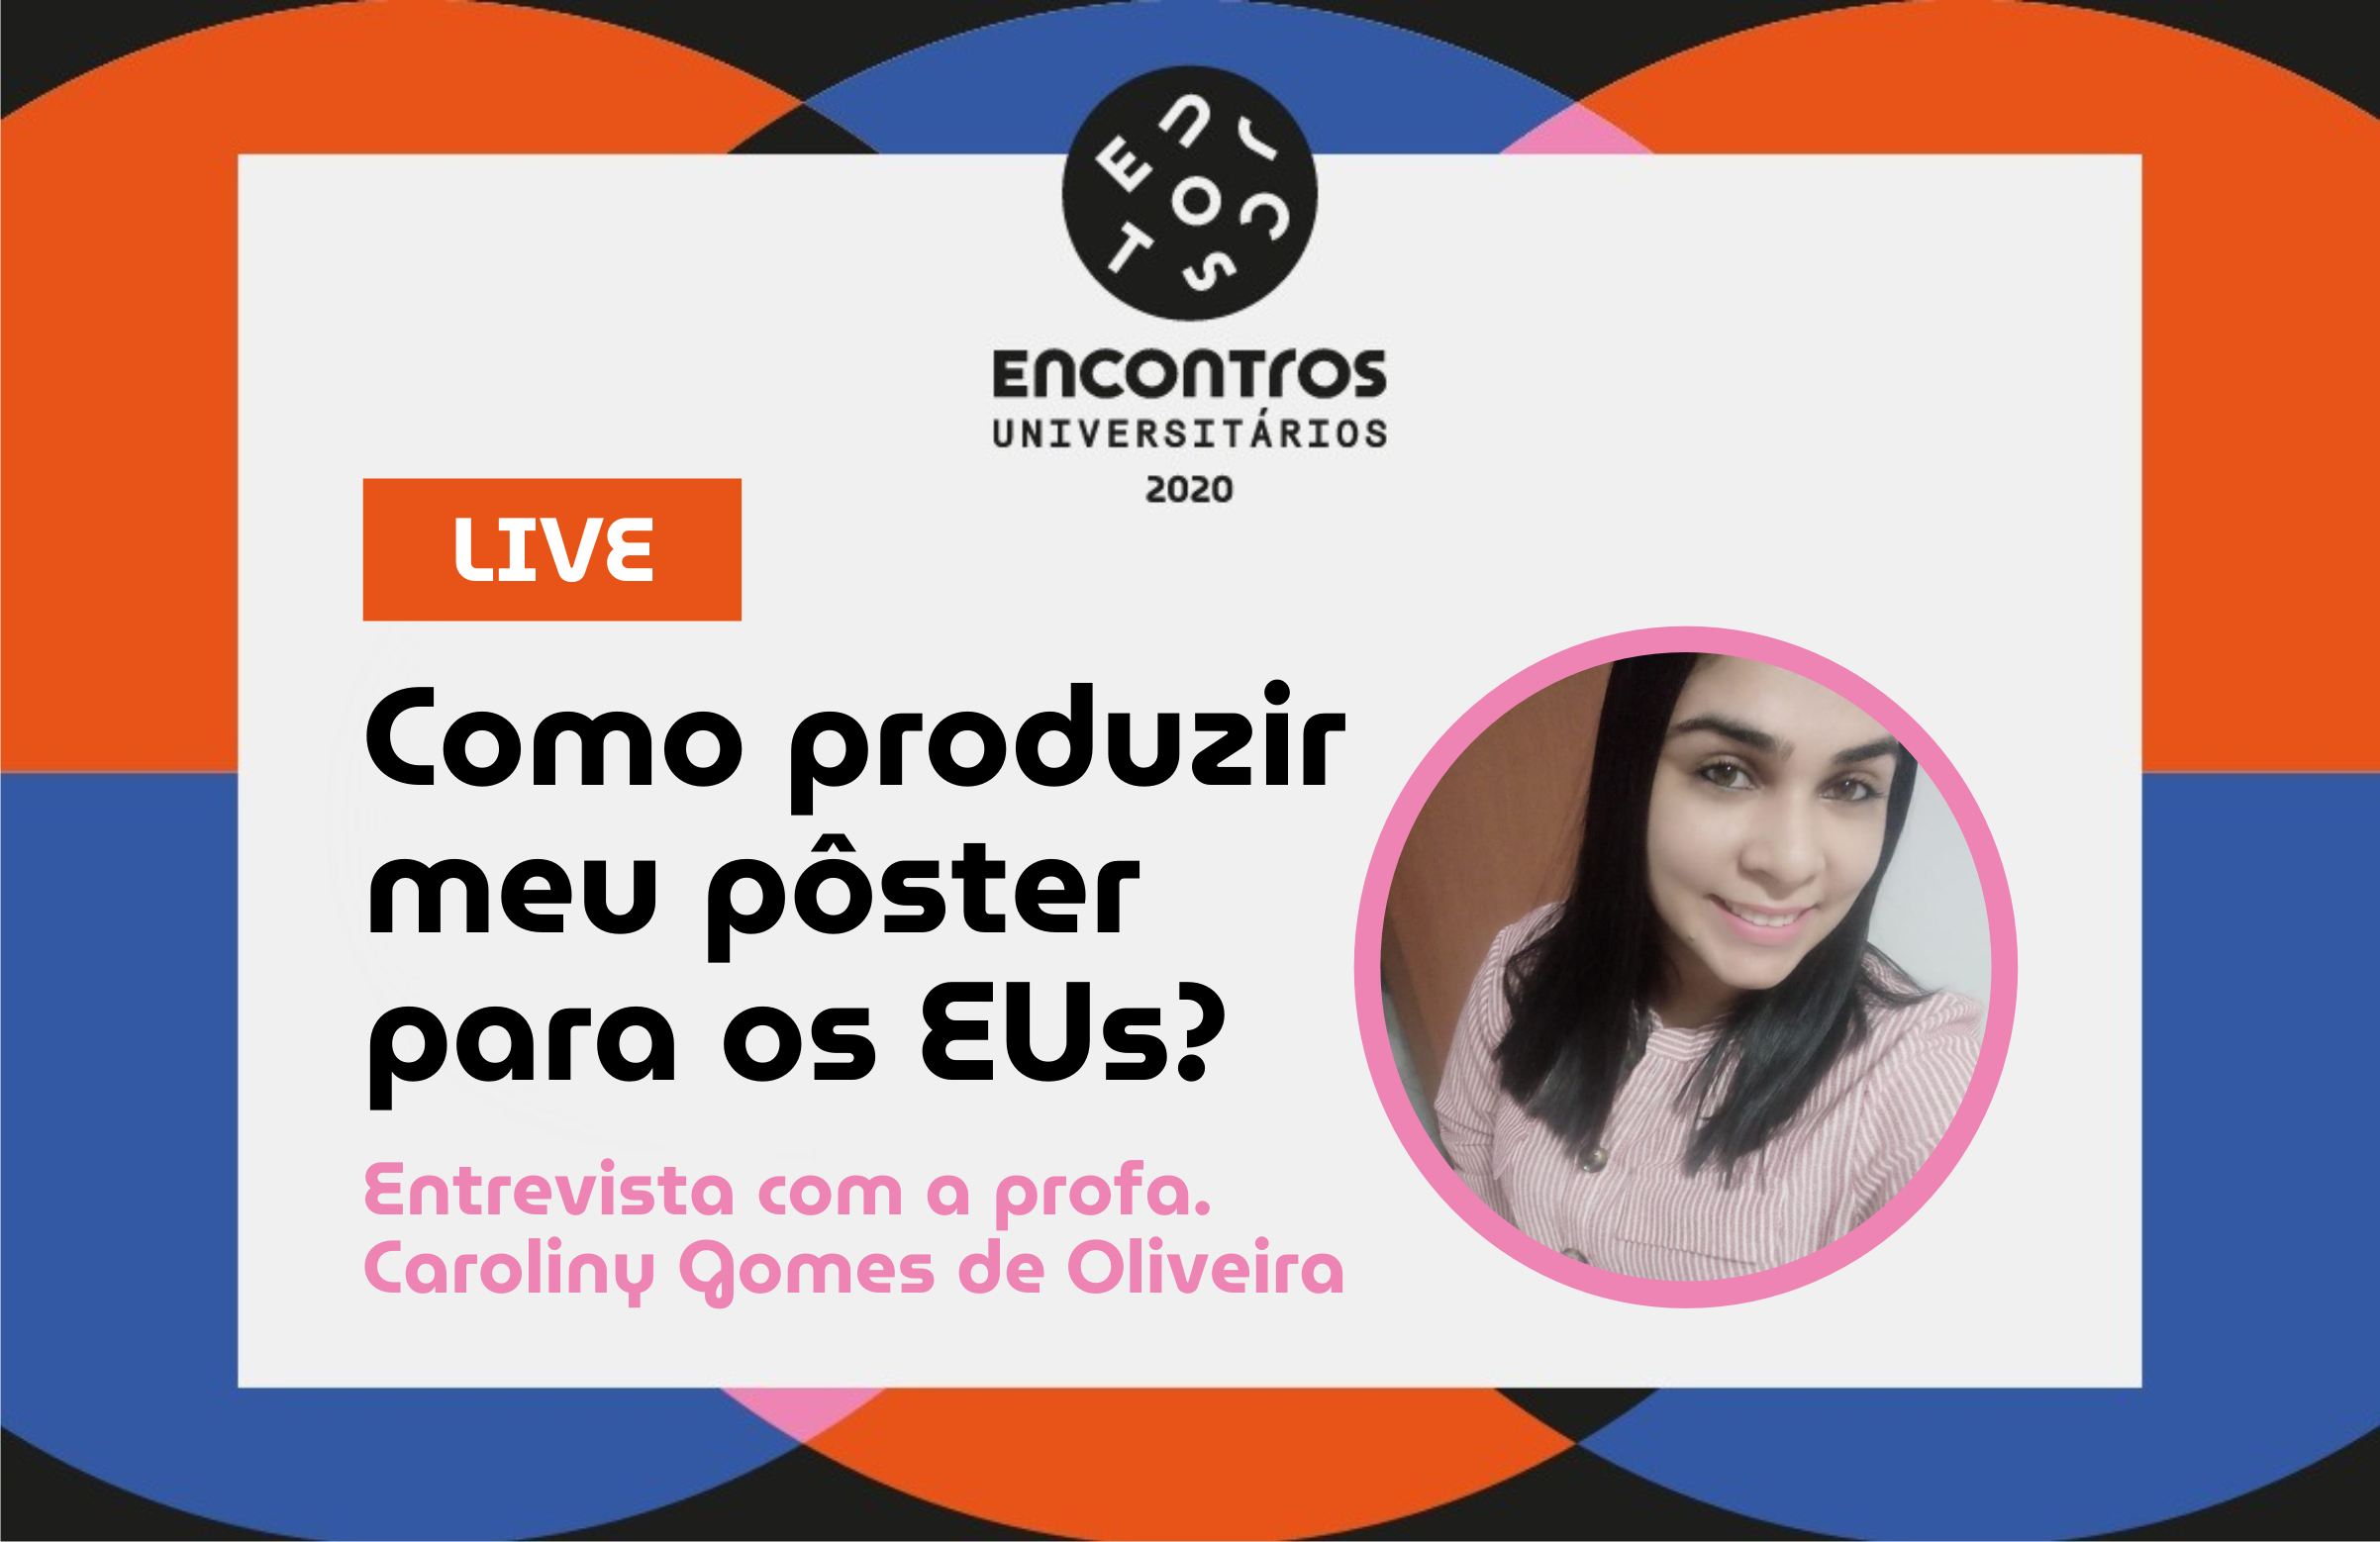 ENCONTROS
UNIVERSITÁRIOS
2020
LIVE
Como produzir
meu pôster
para os EUs?
Entrevista com a profa.
Caroliny Gomes de Oliveira